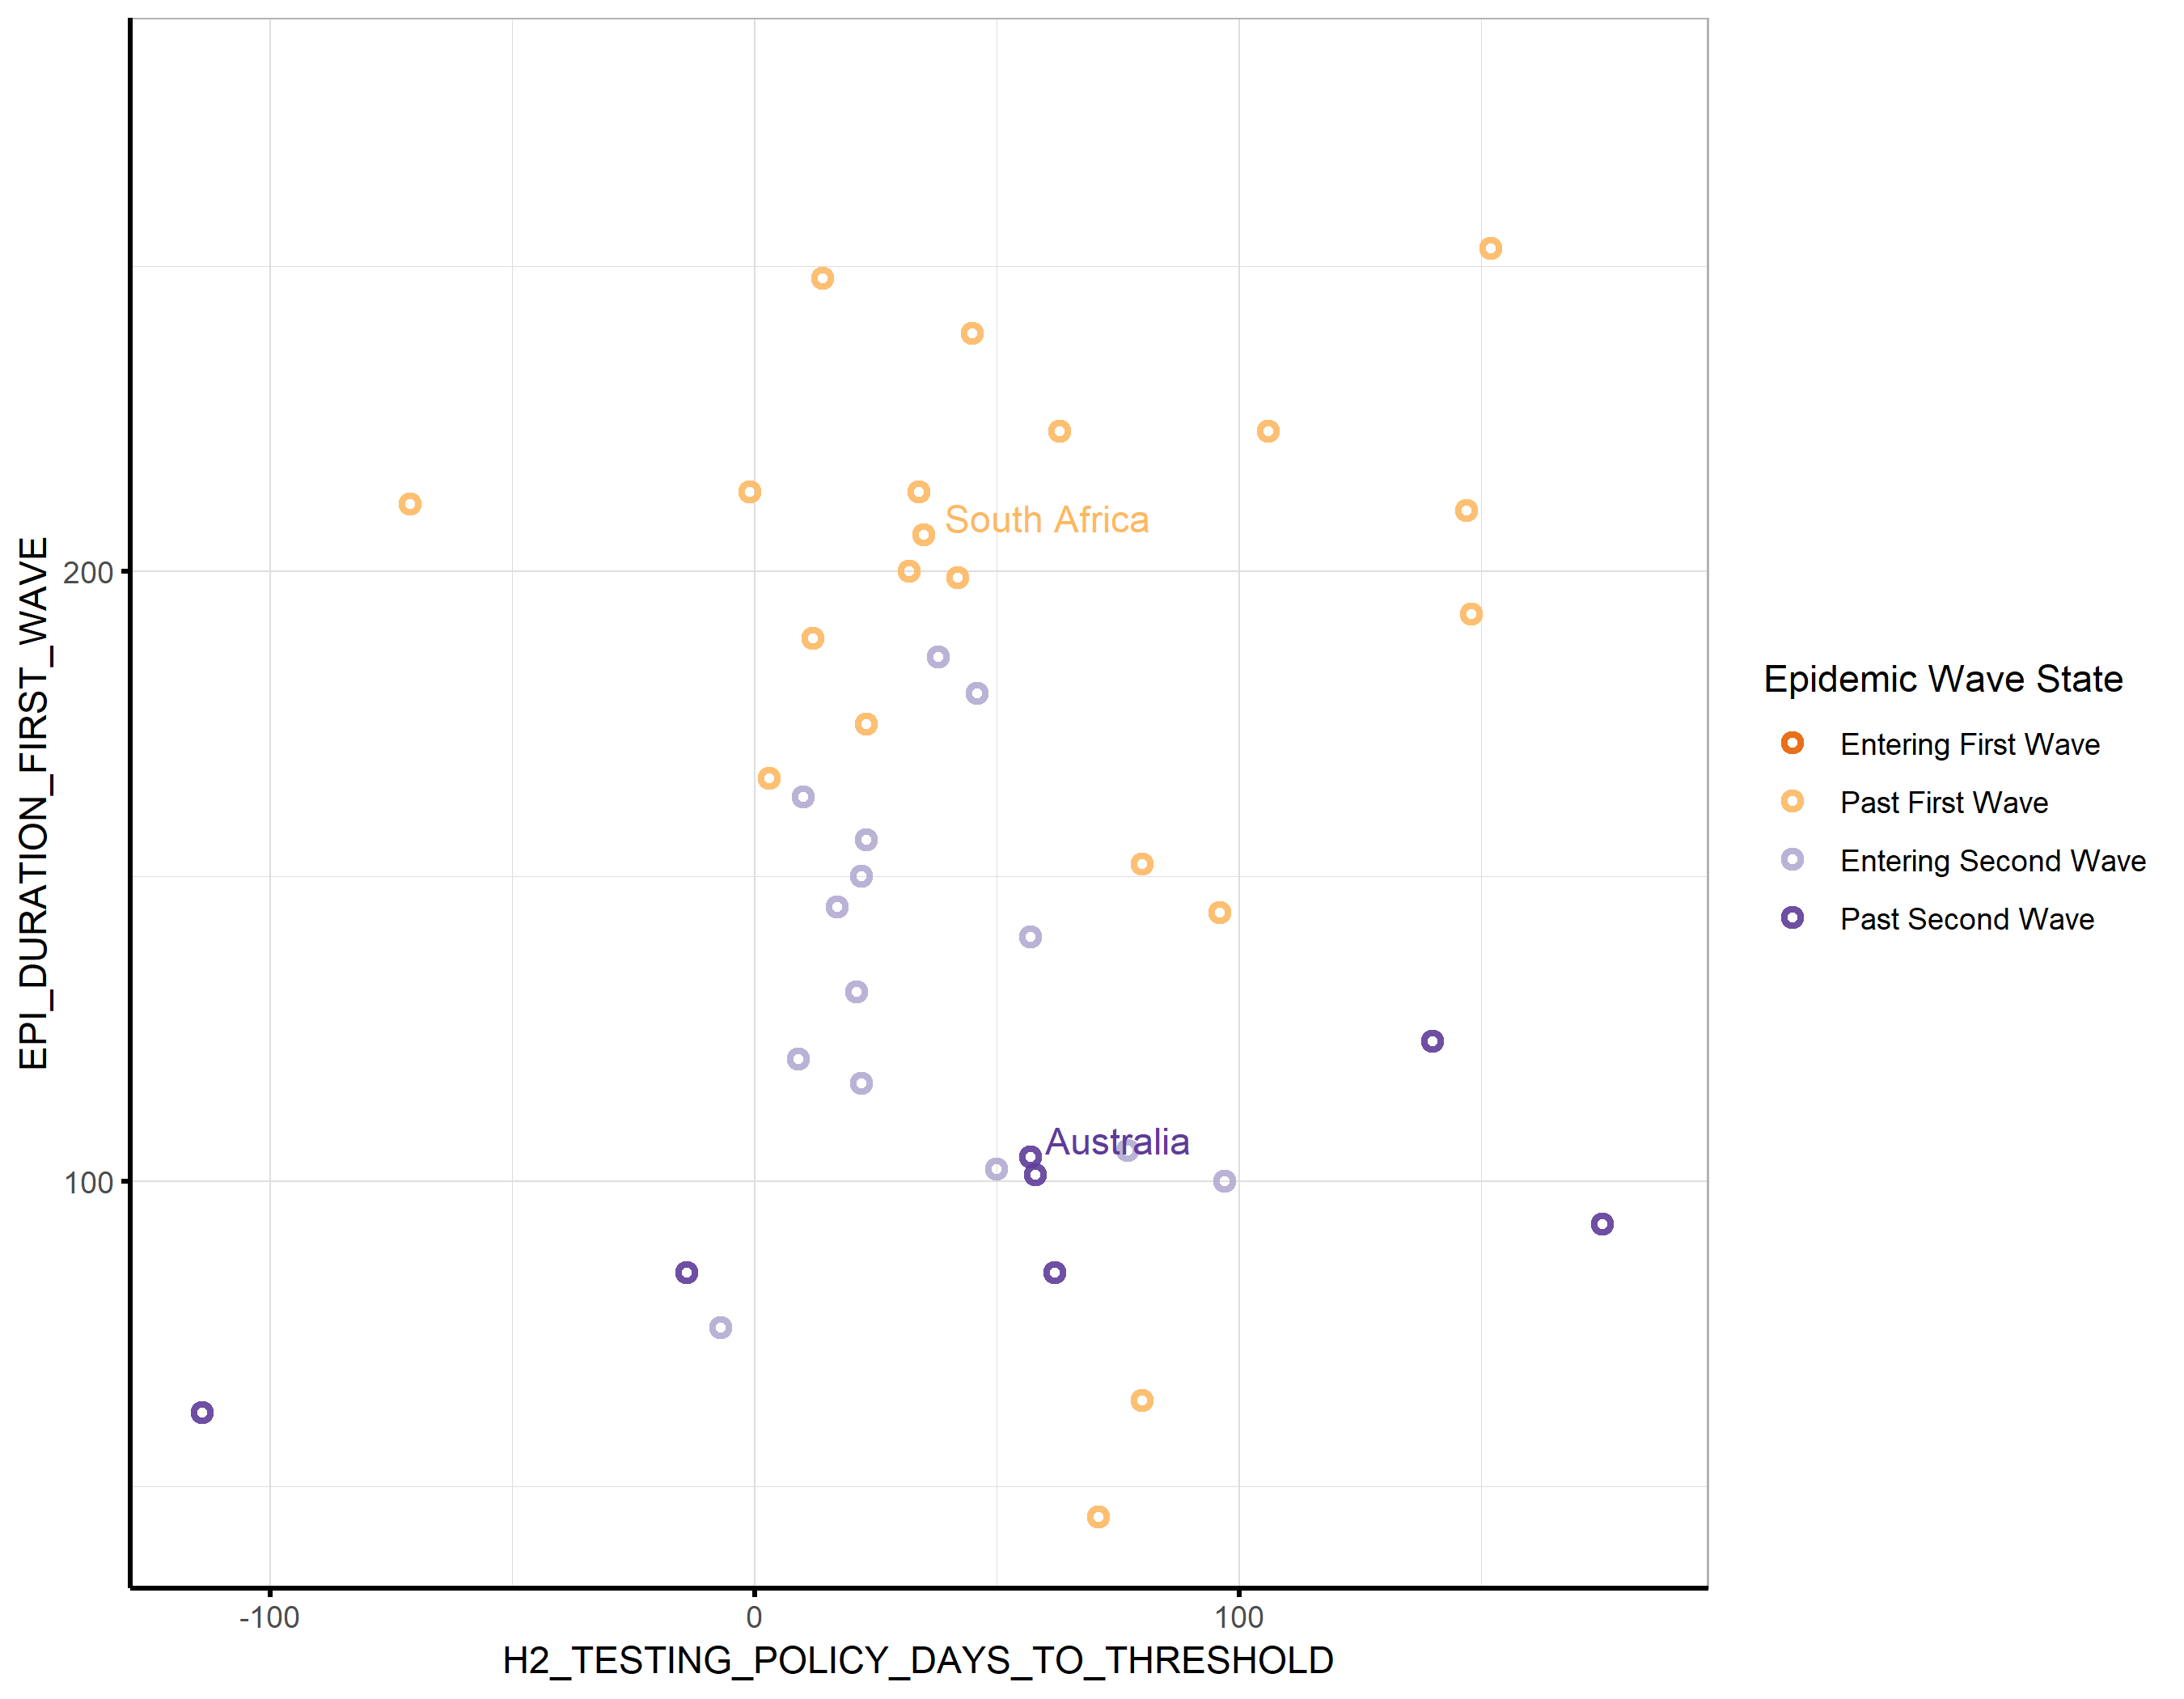 EPI_DURATION_FIRST_WAVE
200
100
South Africa
Australia
-100
0
100
H2_TESTING_POLICY_DAYS_TO_THRESHOLD
Epidemic Wave State
Entering First Wave
Past First Wave
Entering Second Wave
Past Second Wave